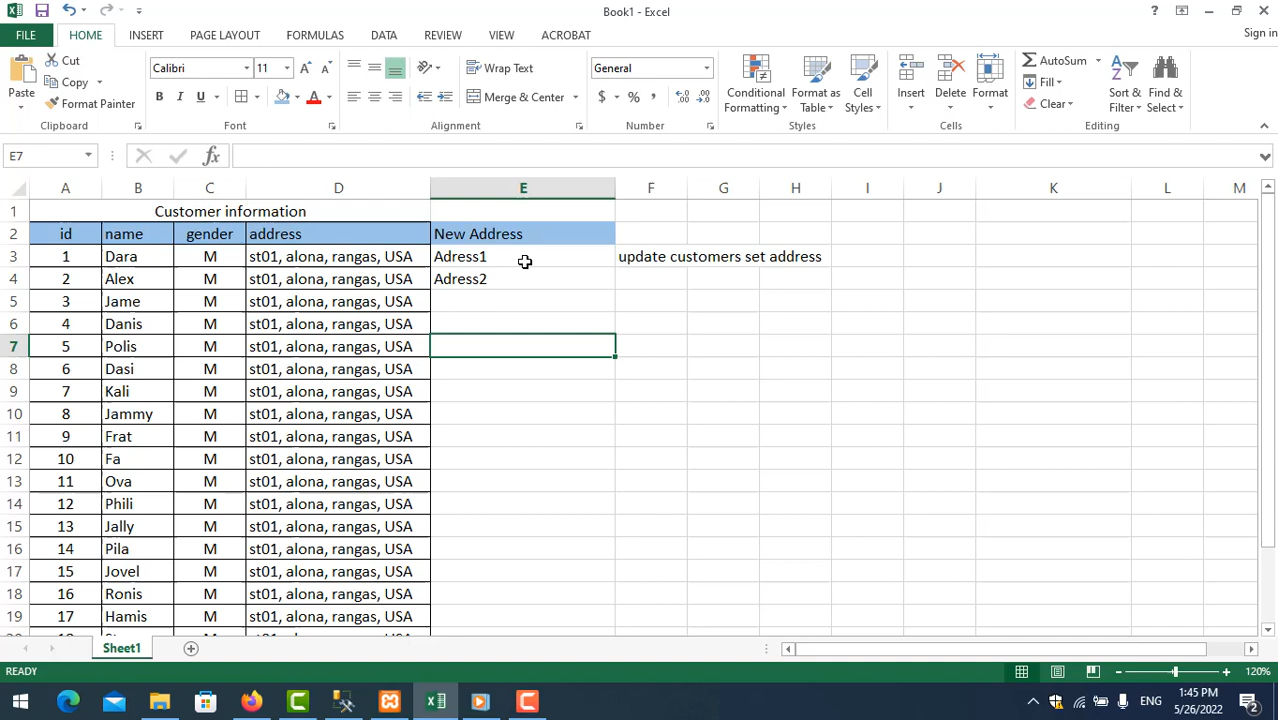 Book1 - Excel
Sign in
FILE HOME INSERT PAGE LAYOUT FORMULAS DATA REVIEW VIEW ACROBAT
Paste Cut Copy Format Painter
Calibri 11
B I U A
Wrap Text
Merge & Center
General
$ % ,
Conditional Formatting
Format as Table
Cell Styles
Insert Delete Format
AutoSum
Fill
Clear
Sort & Filter
Find & Select
Clipboard Font Alignment Number Styles Cells Editing
E7 fx
A B C D E F G H I J K L M
1 Customer information
2 id name gender address New Address
3 1 Dara M st01, alona, rangas, USA Adress1 update customers set address
4 2 Alex M st01, alona, rangas, USA Adress2
5 3 Jame M st01, alona, rangas, USA
6 4 Danis M st01, alona, rangas, USA
7 5 Polis M st01, alona, rangas, USA
8 6 Dasi M st01, alona, rangas, USA
9 7 Kali M st01, alona, rangas, USA
10 8 Jammy M st01, alona, rangas, USA
11 9 Frat M st01, alona, rangas, USA
12 10 Fa M st01, alona, rangas, USA
13 11 Ova M st01, alona, rangas, USA
14 12 Phili M st01, alona, rangas, USA
15 13 Jally M st01, alona, rangas, USA
16 14 Pila M st01, alona, rangas, USA
17 15 Jovel M st01, alona, rangas, USA
18 16 Ronis M st01, alona, rangas, USA
19 17 Hamis M st01, alona, rangas, USA
Sheet1
READY 120%
ENG
1:45 PM
5/26/2022
2